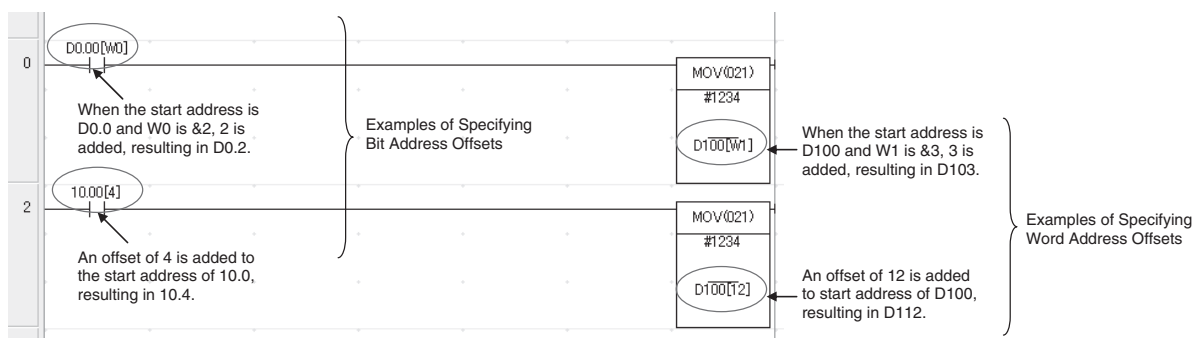 D0.00[W0]
0
MOV(021)
#1234
D100[W1]
When the start address is
D0.0 and W0 is &2, 2 is
added, resulting in D0.2.
Examples of Specifying
Bit Address Offsets
When the start address is
D100 and W1 is &3, 3 is
added, resulting in D103.
10.00[4]
2
MOV(021)
#1234
D100[12]
An offset of 4 is added to
the start address of 10.0,
resulting in 10.4.
An offset of 12 is added
to start address of D100,
resulting in D112.
Examples of Specifying
Word Address Offsets